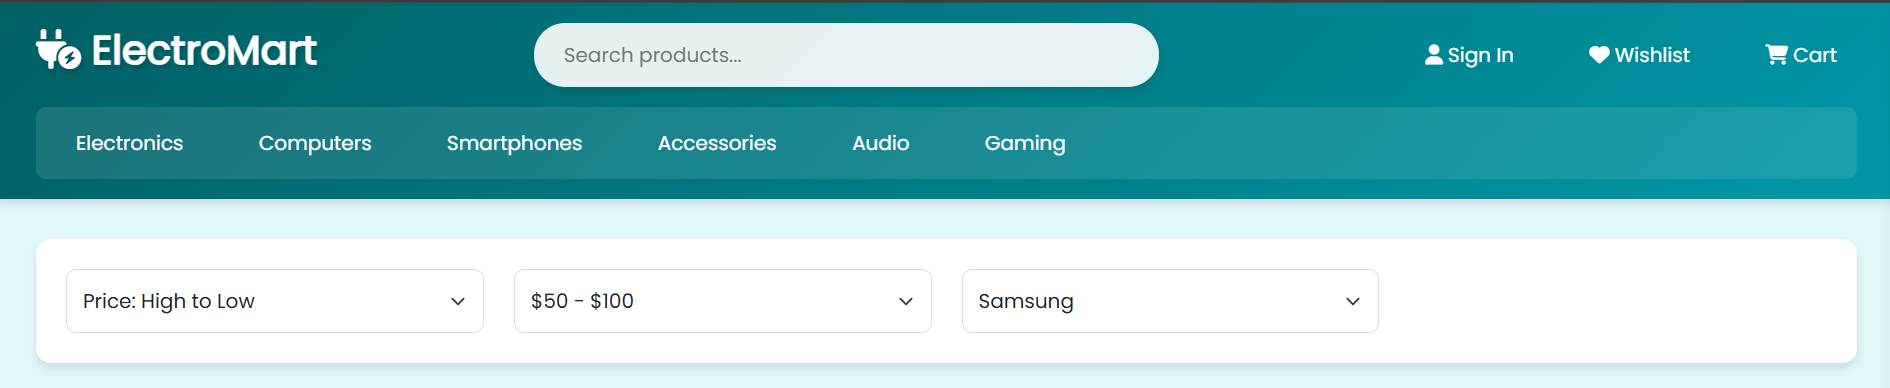 ElectroMart
Search products...
Sign In
Wishlist
Cart
Electronics
Computers
Smartphones
Accessories
Audio
Gaming
Price: High to Low
$50 - $100
Samsung